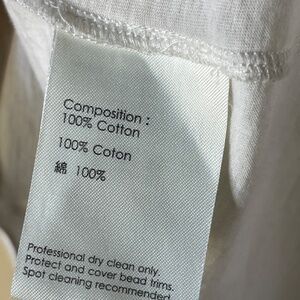 Composition :
100% Cotton
100% Coton
綿 100%
Professional dry clean only.
Protect and cover bead trims.
Spot cleaning recommended.